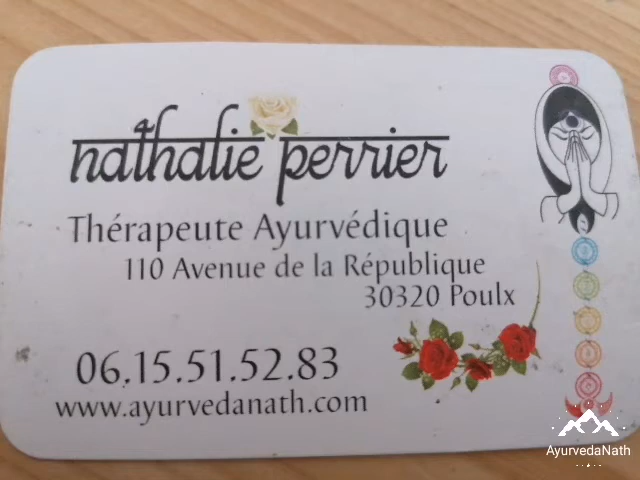 nathalie perrier
Thérapeute Ayurvédique
110 Avenue de la République
30320 Poulx
06.15.51.52.83
www.ayurvedanath.com
AyurvedaNath